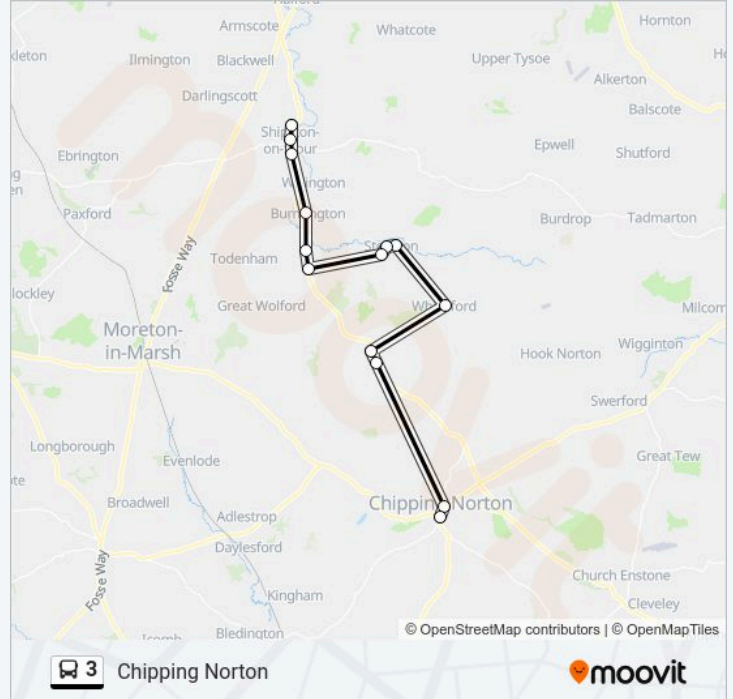 Armscote
Whatcote
Hornton
Ilmington
Blackwell
Upper Tysoe
Alkerton
Darlingscott
Balscote
Ebrington
Epwell
Shutford
Paxford
Burdrop
Tadmarton
Todenham
Fosse Way
Great Wolford
Moreton-
in-Marsh
Hook Norton
Wigginton
Swerford
Longborough
Evenlode
Great Tew
Broadwell
Chipping Norton
Adlestrop
Daylesford
Fosse Way
Church Enstone
Kingham
Cleveley
Bledington
© OpenStreetMap contributors | © OpenMapTiles
3 Chipping Norton
moovit